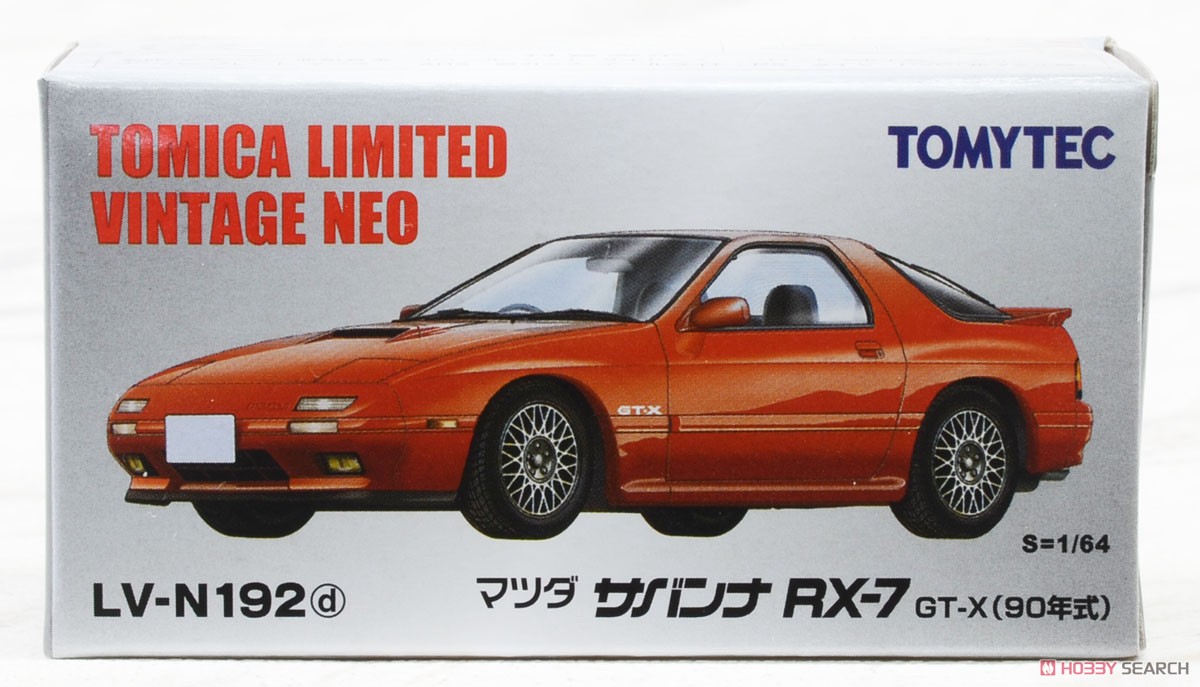 TOMICA LIMITED
VINTAGE NEO
TOMYTEC
GT-X
S=1/64
LV-N192ⓓ
マツダ サバンナ RX-7 GT-X(90年式)
HOBBY SEARCH